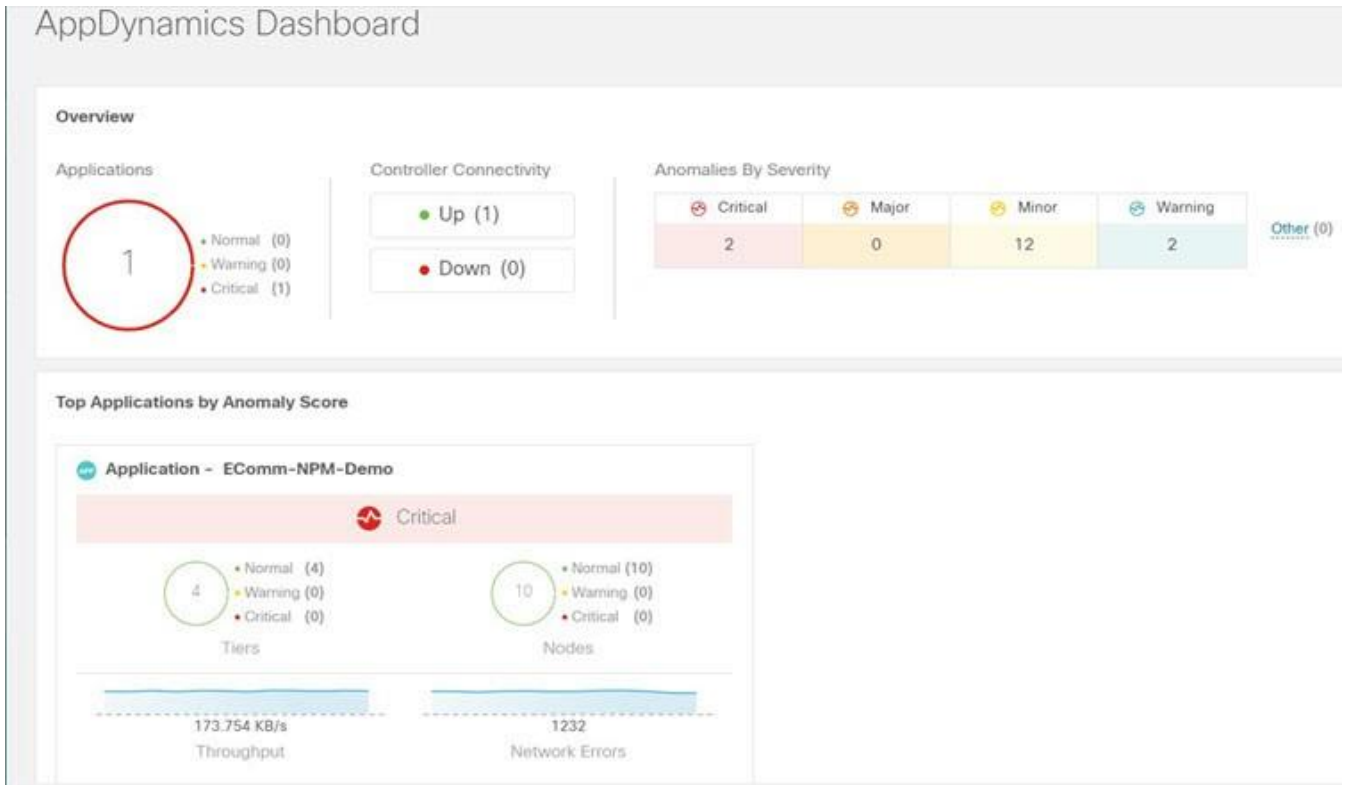 AppDynamics Dashboard
Overview
Applications
1
Normal (0)
Warning (0)
Critical (1)
Controller Connectivity
Up (1)
Down (0)
Anomalies By Severity
Critical Major Minor Warning
2 0 12 2
Other (0)
Top Applications by Anomaly Score
APP Application - EComm-NPM-Demo
Critical
4
Normal (4)
Warning (0)
Critical (0)
Tiers
10
Normal (10)
Warning (0)
Critical (0)
Nodes
173.754 KB/s
Throughput
1232
Network Errors